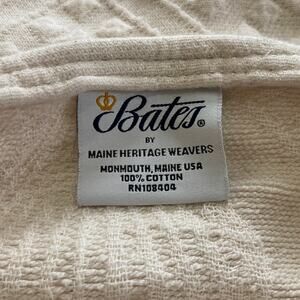 Bates®
BY
MAINE HERITAGE WEAVERS
MONMOUTH, MAINE USA
100% COTTON
RN108404